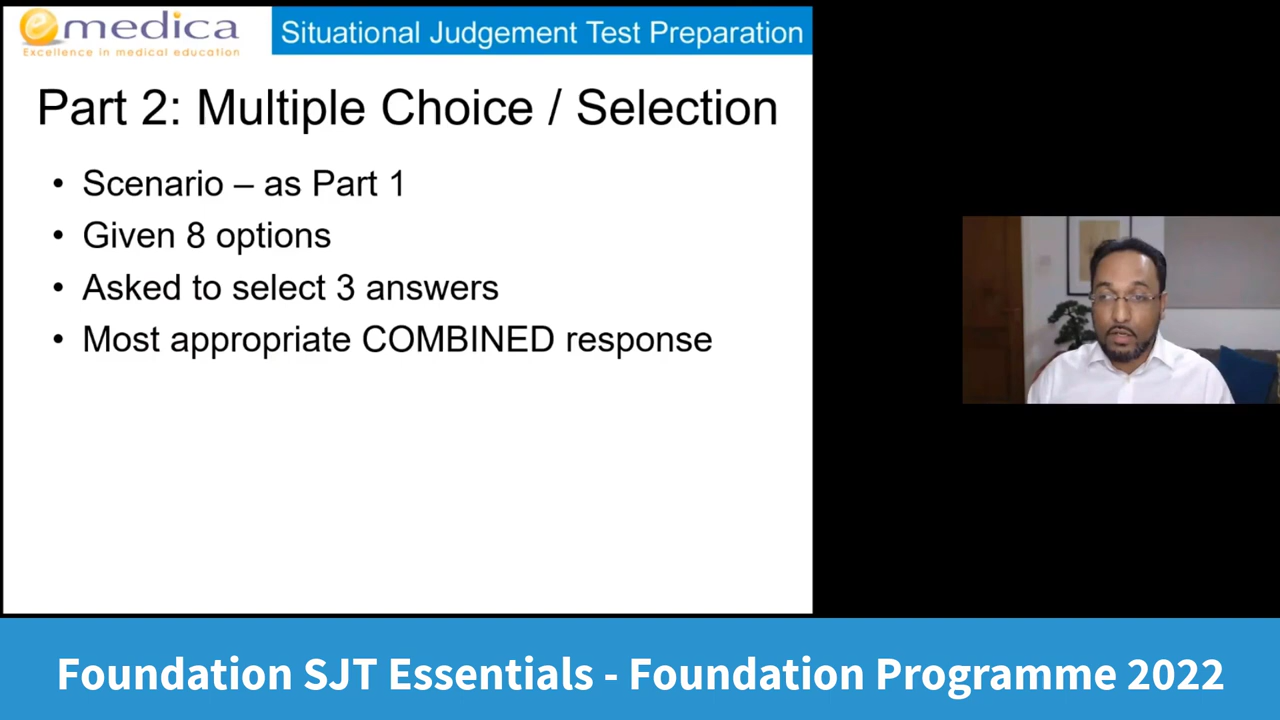 emedica
Excellence in medical education
Situational Judgement Test Preparation
Part 2: Multiple Choice / Selection
• Scenario – as Part 1
• Given 8 options
• Asked to select 3 answers
• Most appropriate COMBINED response
Foundation SJT Essentials - Foundation Programme 2022